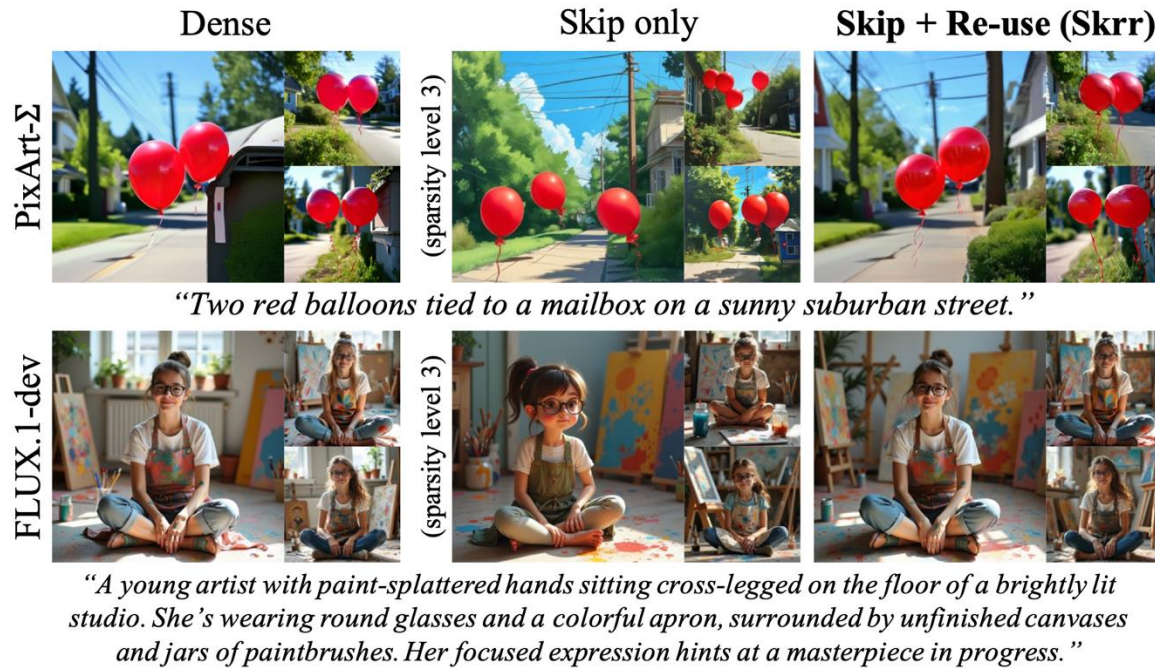 Dense
Skip only
Skip + Re-use (Skrr)
PixArt-Σ
(sparsity level 3)
“Two red balloons tied to a mailbox on a sunny suburban street.”
FLUX.1-dev
(sparsity level 3)
“A young artist with paint-splattered hands sitting cross-legged on the floor of a brightly lit
studio. She’s wearing round glasses and a colorful apron, surrounded by unfinished canvases
and jars of paintbrushes. Her focused expression hints at a masterpiece in progress.”